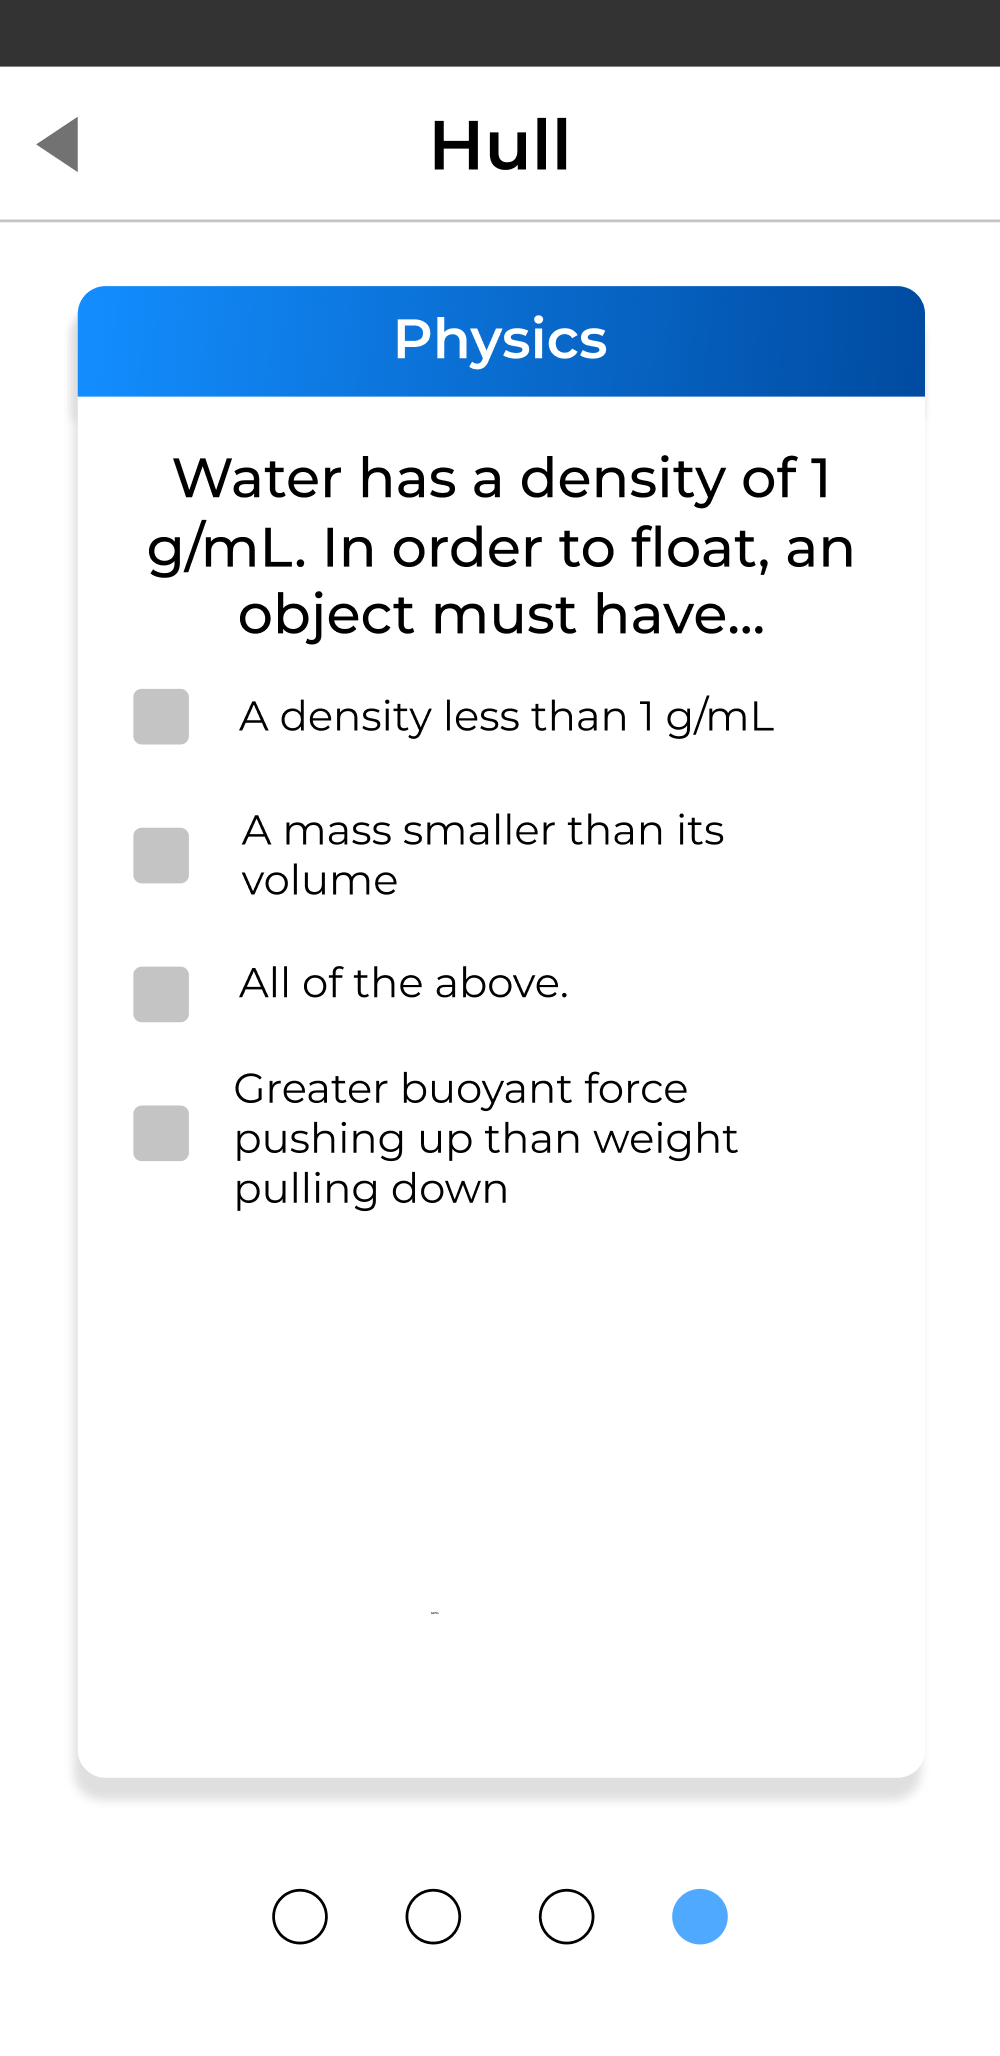 Hull
Physics
Water has a density of 1
g/mL. In order to float, an
object must have...
A density less than 1 g/mL
A mass smaller than its
volume
All of the above.
Greater buoyant force
pushing up than weight
pulling down